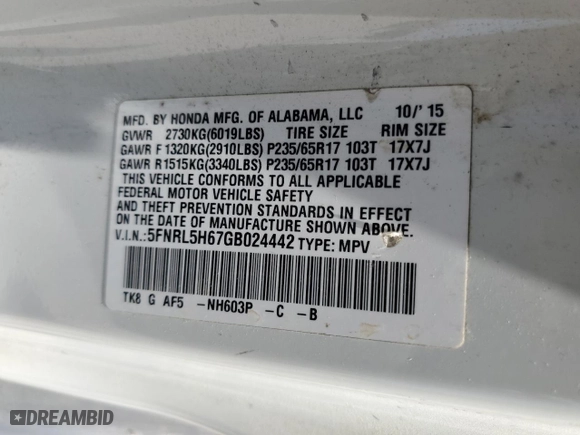 MFD. BY HONDA MFG. OF ALABAMA, LLC 10/' 15
GVWR 2730KG(6019LBS) TIRE SIZE RIM SIZE
GAWR F 1320KG(2910LBS) P235/65R17 103T 17X7J
GAWR R1515KG(3340LBS) P235/65R17 103T 17X7J
THIS VEHICLE CONFORMS TO ALL APPLICABLE
FEDERAL MOTOR VEHICLE SAFETY
AND THEFT PREVENTION STANDARDS IN EFFECT
ON THE DATE OF MANUFACTURE SHOWN ABOVE.
V.I.N.:5FNRL5H67GB024442 TYPE: MPV
TK8 G AF5 -NH603P -C -B
DREAMBID